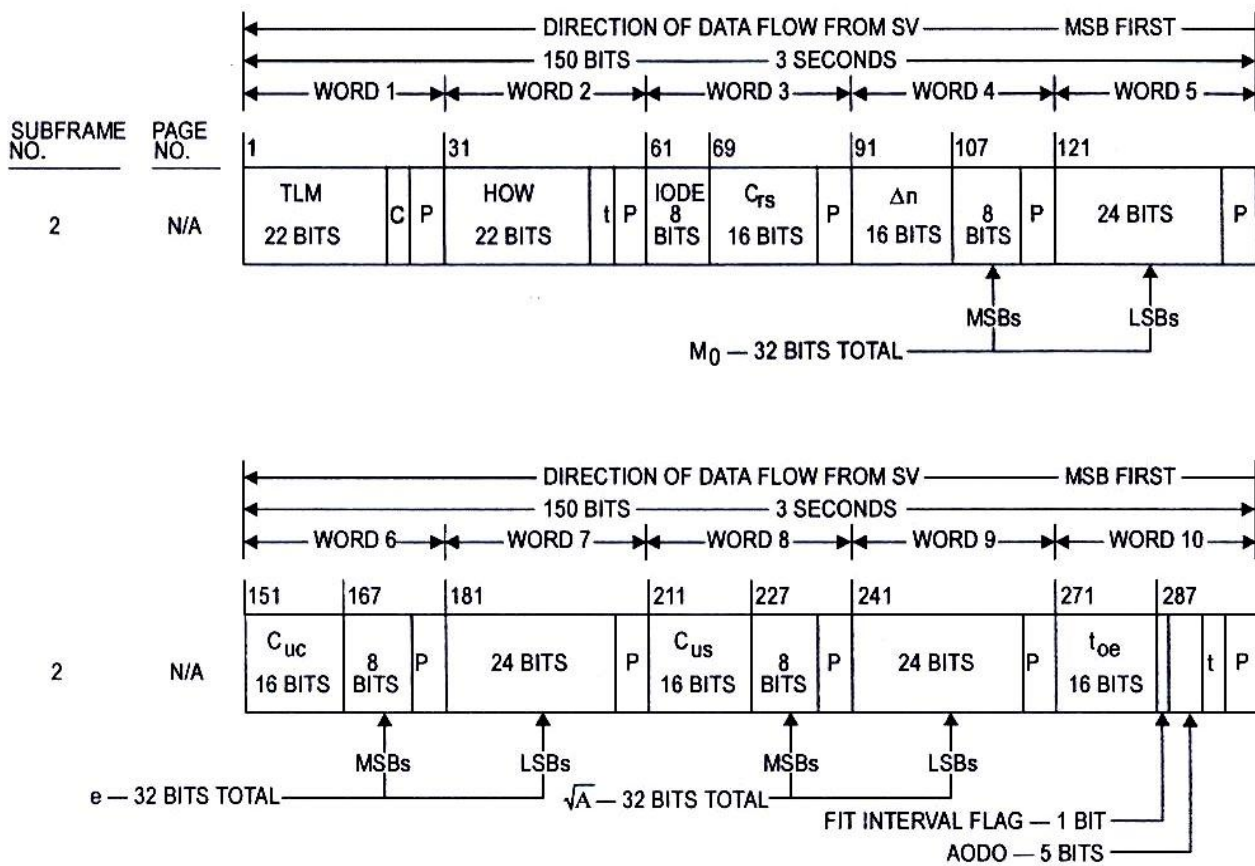 DIRECTION OF DATA FLOW FROM SV MSB FIRST
150 BITS 3 SECONDS
WORD 1 WORD 2 WORD 3 WORD 4 WORD 5
SUBFRAME NO. PAGE NO. 1 31 61 69 91 107 121
2 N/A TLM 22 BITS C P HOW 22 BITS t P IODE 8 BITS Crs 16 BITS P Δn 16 BITS 8 BITS P 24 BITS P
MSBs LSBs
M0 — 32 BITS TOTAL
DIRECTION OF DATA FLOW FROM SV MSB FIRST
150 BITS 3 SECONDS
WORD 6 WORD 7 WORD 8 WORD 9 WORD 10
151 167 181 211 227 241 271 287
2 N/A Cuc 16 BITS 8 BITS P 24 BITS P Cus 16 BITS 8 BITS P 24 BITS P toe 16 BITS t P
MSBs LSBs MSBs LSBs
e — 32 BITS TOTAL √A — 32 BITS TOTAL
FIT INTERVAL FLAG — 1 BIT
AODO — 5 BITS